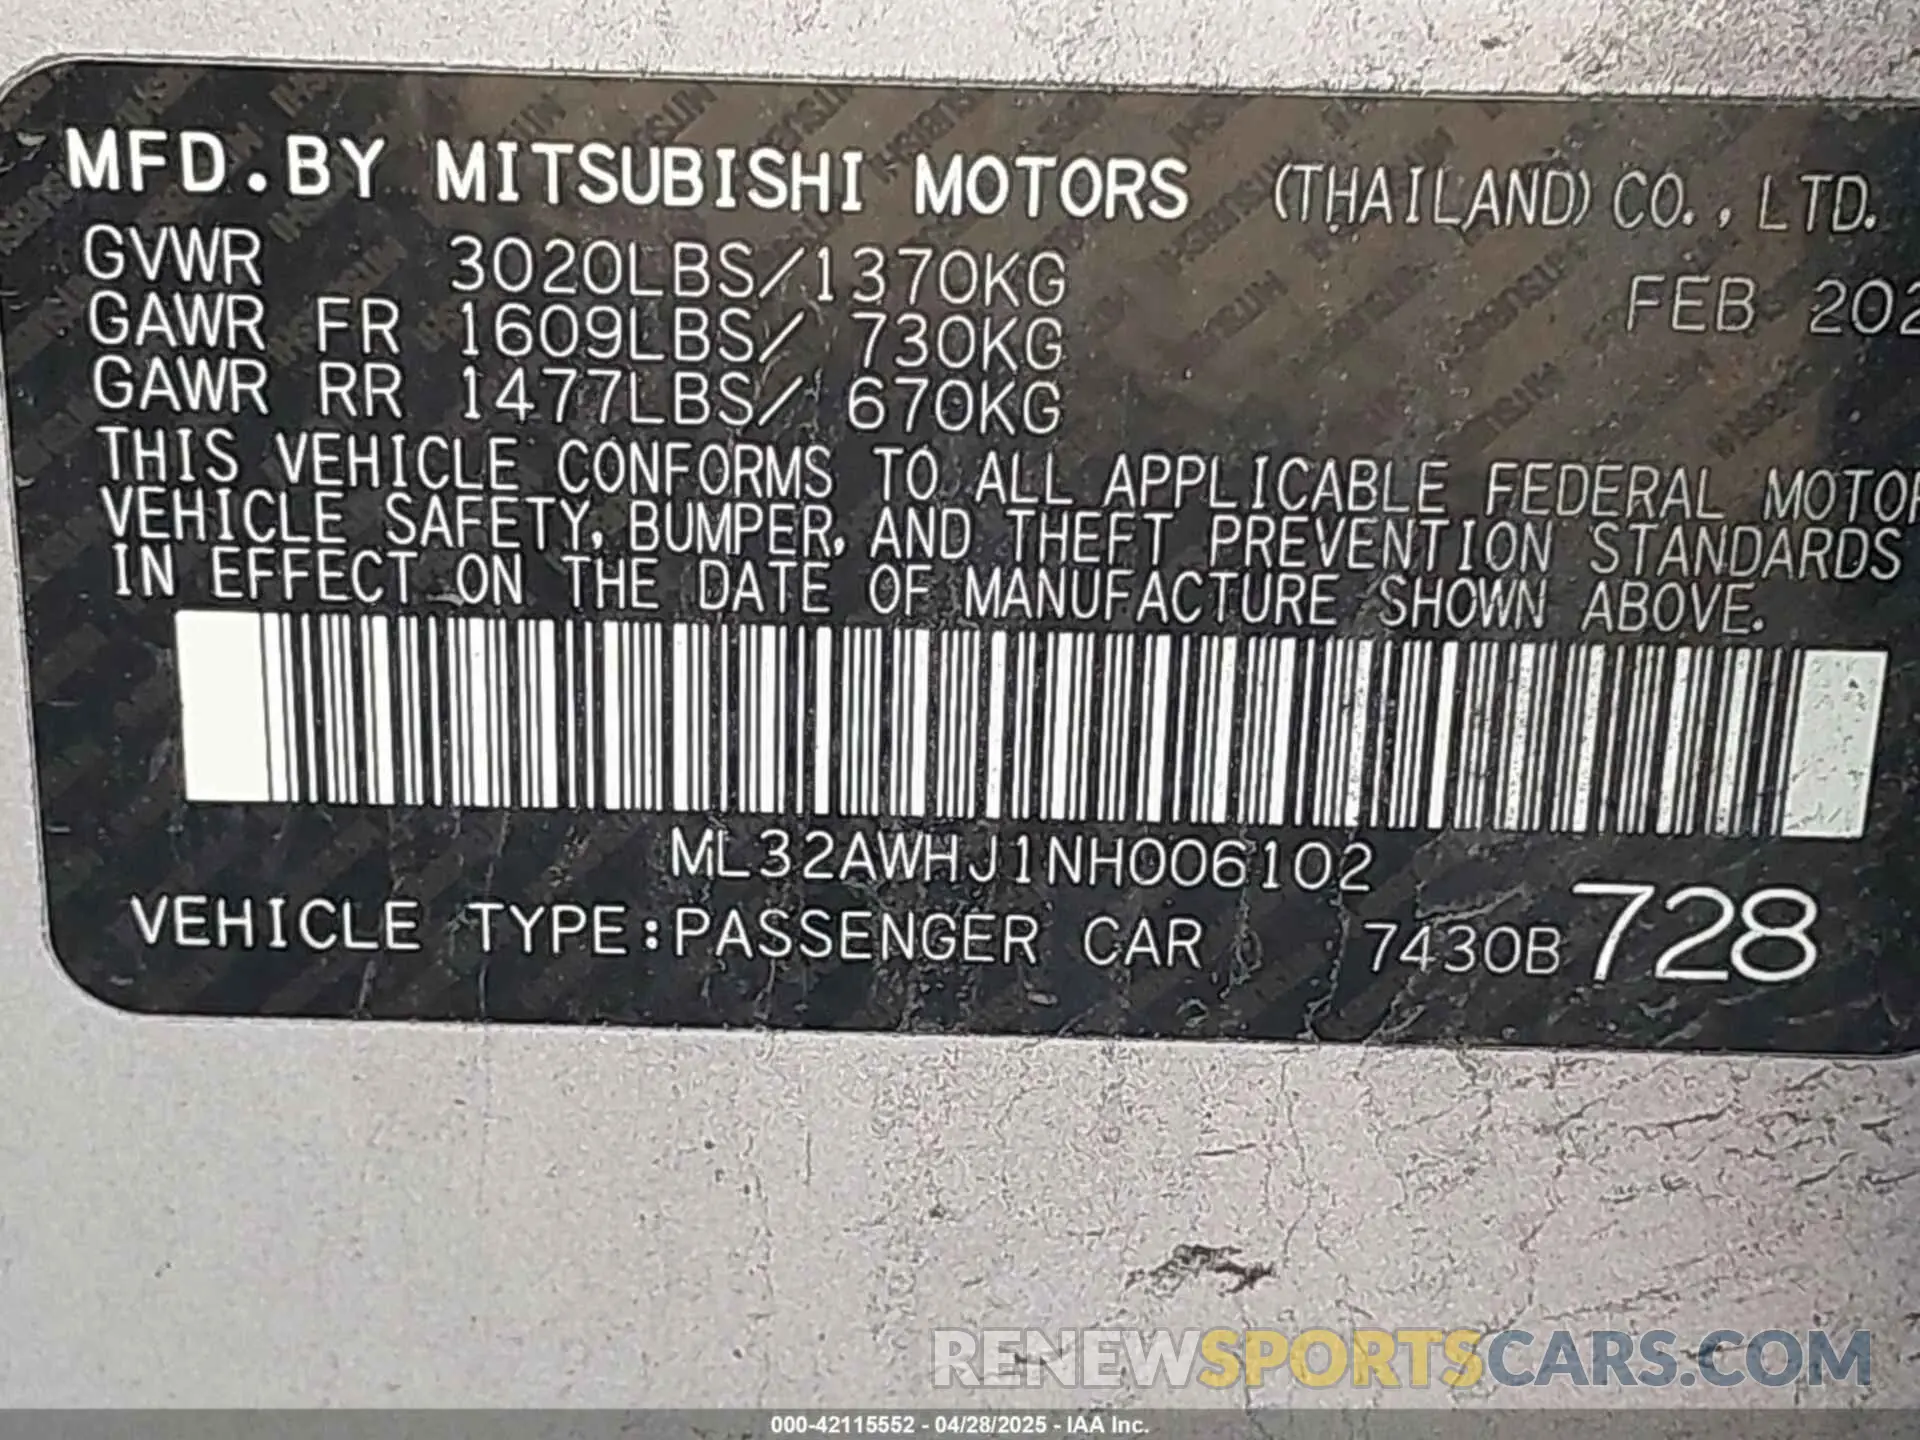 MFD.BY MITSUBISHI MOTORS (THAILAND) CO., LTD.
GVWR 3020LBS/1370KG FEB 202
GAWR FR 1609LBS/ 730KG
GAWR RR 1477LBS/ 670KG
THIS VEHICLE CONFORMS TO ALL APPLICABLE FEDERAL MOTOR
VEHICLE SAFETY, BUMPER, AND THEFT PREVENTION STANDARDS
IN EFFECT ON THE DATE OF MANUFACTURE SHOWN ABOVE.
ML32AWHJ1NH006102
VEHICLE TYPE:PASSENGER CAR 7430B 728
RENEWSPORTSCARS.COM
000-42115552 - 04/28/2025 - IAA Inc.